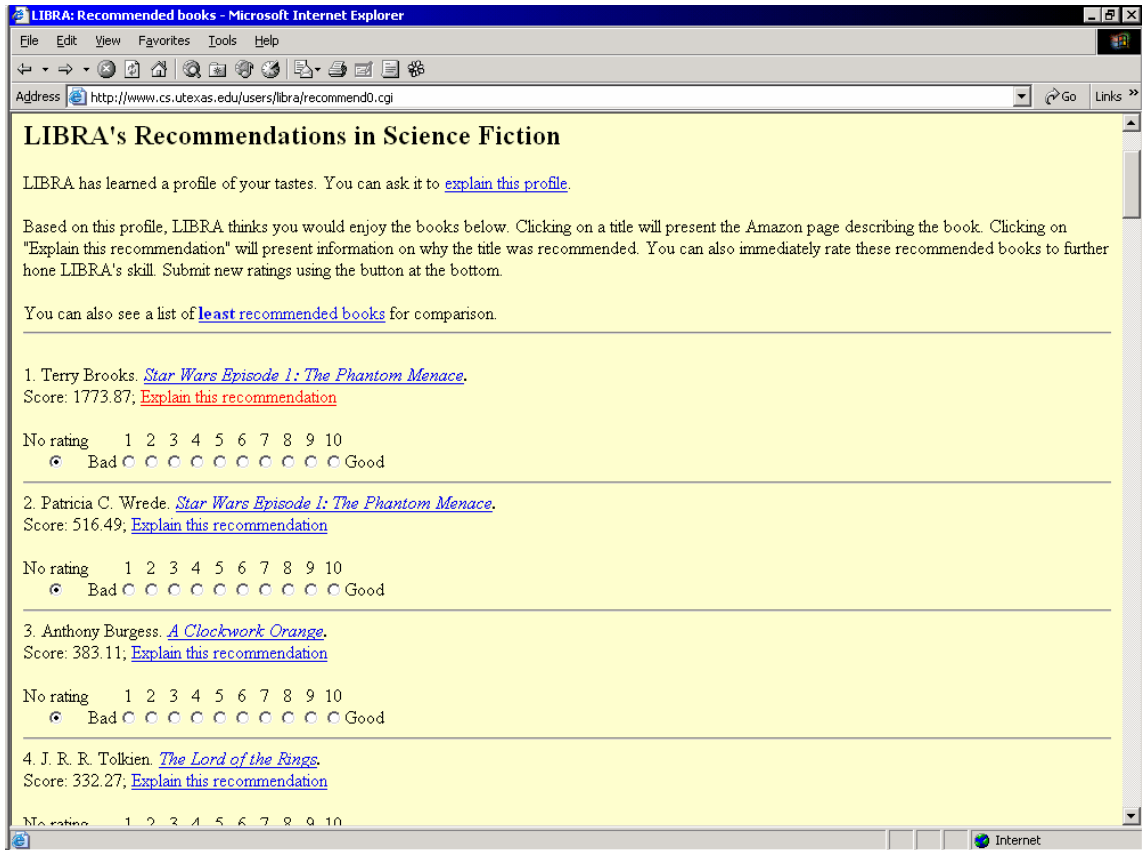 LIBRA: Recommended books - Microsoft Internet Explorer
File Edit View Favorites Tools Help
Address http://www.cs.utexas.edu/users/libra/recommend0.cgi Go Links »
LIBRA's Recommendations in Science Fiction
LIBRA has learned a profile of your tastes. You can ask it to explain this profile.
Based on this profile, LIBRA thinks you would enjoy the books below. Clicking on a title will present the Amazon page describing the book. Clicking on
"Explain this recommendation" will present information on why the title was recommended. You can also immediately rate these recommended books to further
hone LIBRA's skill. Submit new ratings using the button at the bottom.
You can also see a list of least recommended books for comparison.
1. Terry Brooks. Star Wars Episode 1: The Phantom Menace.
Score: 1773.87; Explain this recommendation
No rating 1 2 3 4 5 6 7 8 9 10
Bad Good
2. Patricia C. Wrede. Star Wars Episode I: The Phantom Menace.
Score: 516.49; Explain this recommendation
No rating 1 2 3 4 5 6 7 8 9 10
Bad Good
3. Anthony Burgess. A Clockwork Orange.
Score: 383.11; Explain this recommendation
No rating 1 2 3 4 5 6 7 8 9 10
Bad Good
4. J. R. R. Tolkien. The Lord of the Rings.
Score: 332.27; Explain this recommendation
No rating 1 2 3 4 5 6 7 8 9 10
Internet